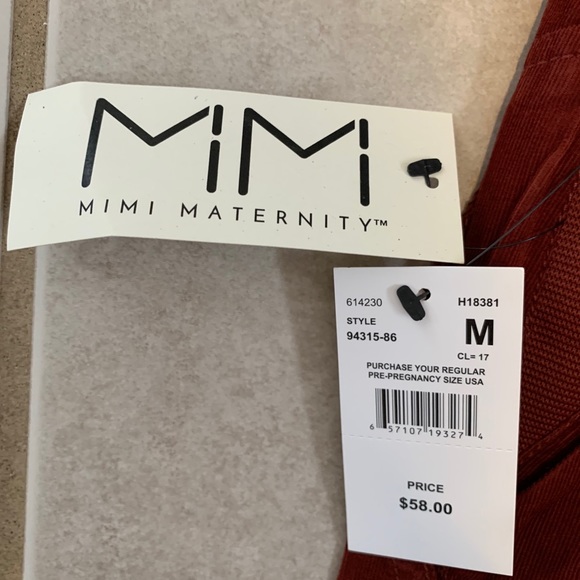 MIMI
MIMI MATERNITY™
614230 H18381
STYLE M
94315-86
CL= 17
PURCHASE YOUR REGULAR
PRE-PREGNANCY SIZE USA
6 57107 19327 4
PRICE
$58.00